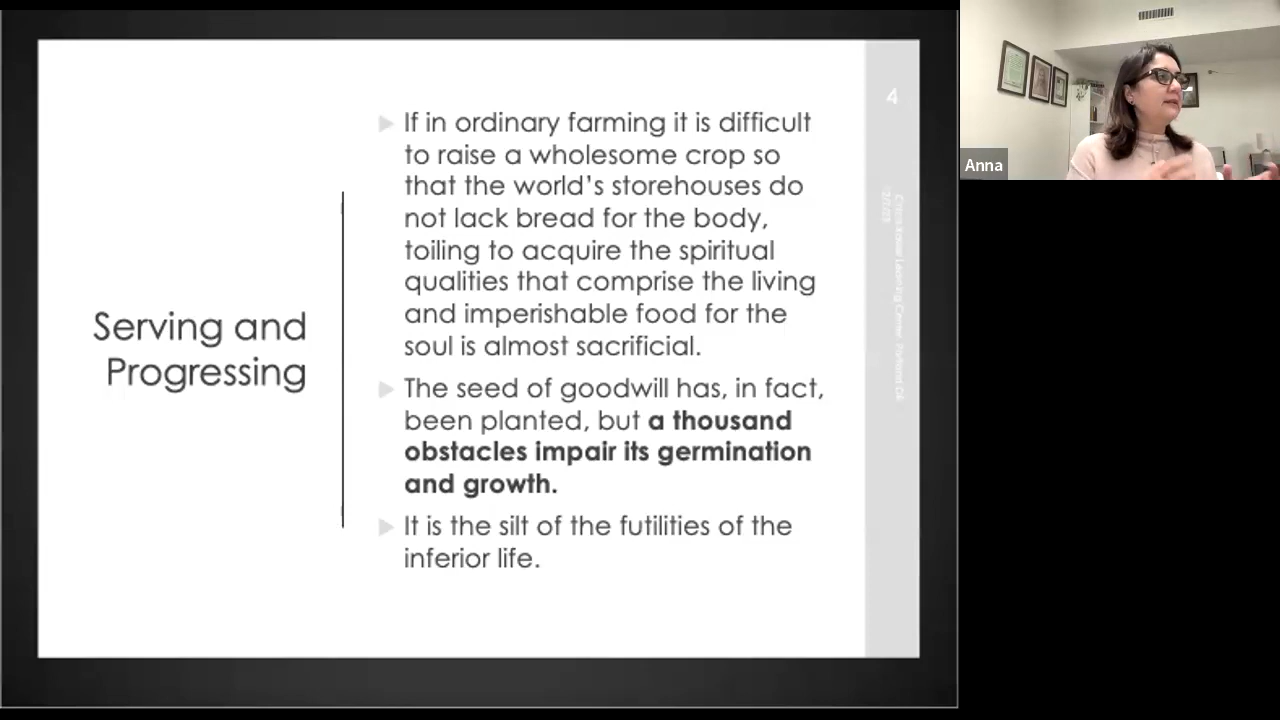 Serving and
Progressing
If in ordinary farming it is difficult
to raise a wholesome crop so
that the world’s storehouses do
not lack bread for the body,
toiling to acquire the spiritual
qualities that comprise the living
and imperishable food for the
soul is almost sacrificial.
The seed of goodwill has, in fact,
been planted, but a thousand
obstacles impair its germination
and growth.
It is the silt of the futilities of the
inferior life.
4
Learning Center
Anna